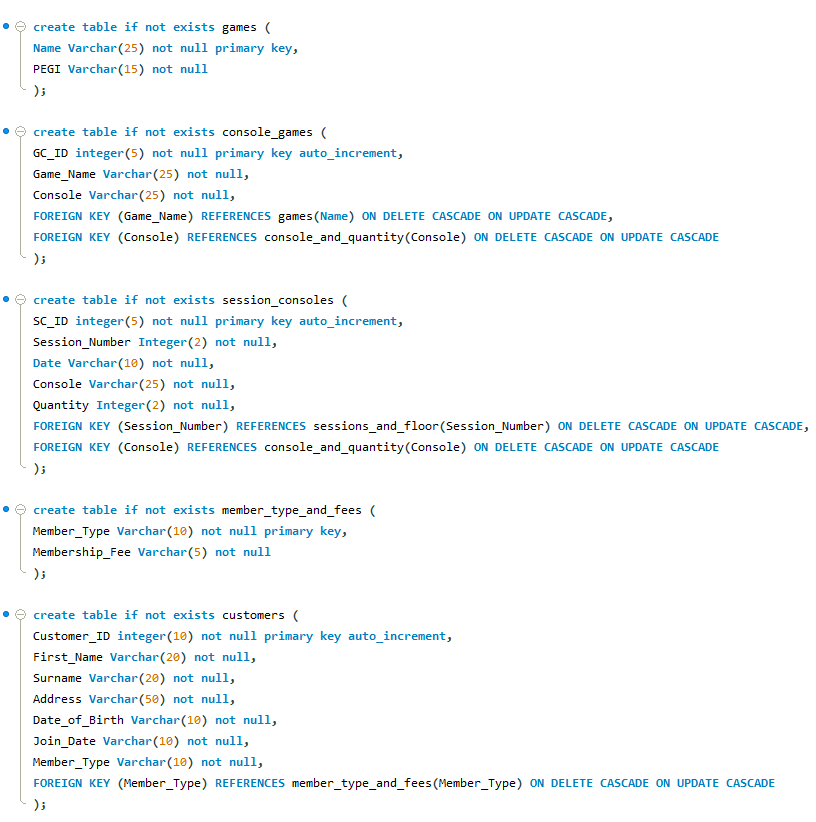 create table if not exists games (
Name Varchar(25) not null primary key,
PEGI Varchar(15) not null
);
create table if not exists console_games (
GC_ID integer(5) not null primary key auto_increment,
Game_Name Varchar(25) not null,
Console Varchar(25) not null,
FOREIGN KEY (Game_Name) REFERENCES games(Name) ON DELETE CASCADE ON UPDATE CASCADE,
FOREIGN KEY (Console) REFERENCES console_and_quantity(Console) ON DELETE CASCADE ON UPDATE CASCADE
);
create table if not exists session_consoles (
SC_ID integer(5) not null primary key auto_increment,
Session_Number Integer(2) not null,
Date Varchar(10) not null,
Console Varchar(25) not null,
Quantity Integer(2) not null,
FOREIGN KEY (Session_Number) REFERENCES sessions_and_floor(Session_Number) ON DELETE CASCADE ON UPDATE CASCADE,
FOREIGN KEY (Console) REFERENCES console_and_quantity(Console) ON DELETE CASCADE ON UPDATE CASCADE
);
create table if not exists member_type_and_fees (
Member_Type Varchar(10) not null primary key,
Membership_Fee Varchar(5) not null
);
create table if not exists customers (
Customer_ID integer(10) not null primary key auto_increment,
First_Name Varchar(20) not null,
Surname Varchar(20) not null,
Address Varchar(50) not null,
Date_of_Birth Varchar(10) not null,
Join_Date Varchar(10) not null,
Member_Type Varchar(10) not null,
FOREIGN KEY (Member_Type) REFERENCES member_type_and_fees(Member_Type) ON DELETE CASCADE ON UPDATE CASCADE
);